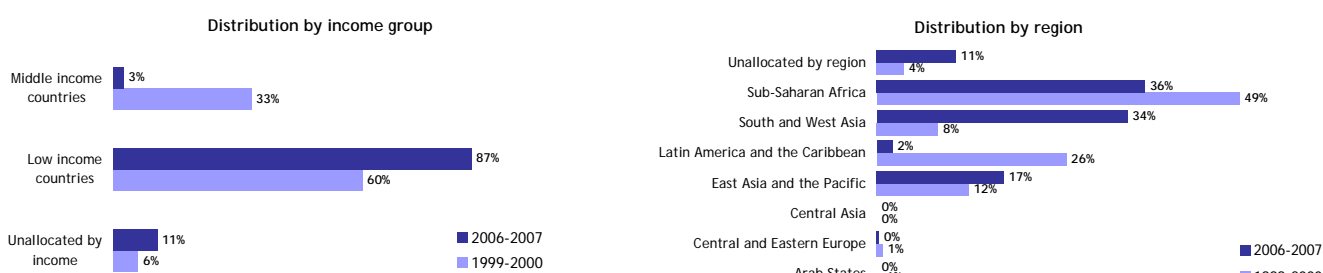 Distribution by income group
Middle income
countries
3%
33%
Low income
countries
87%
60%
Unallocated by
income
11%
6%
2006-2007
1999-2000
Distribution by region
Unallocated by region
11%
4%
Sub-Saharan Africa
36%
49%
South and West Asia
34%
8%
Latin America and the Caribbean
2%
26%
East Asia and the Pacific
17%
12%
Central Asia
0%
0%
Central and Eastern Europe
0%
1%
Arab States
0%
2006-2007